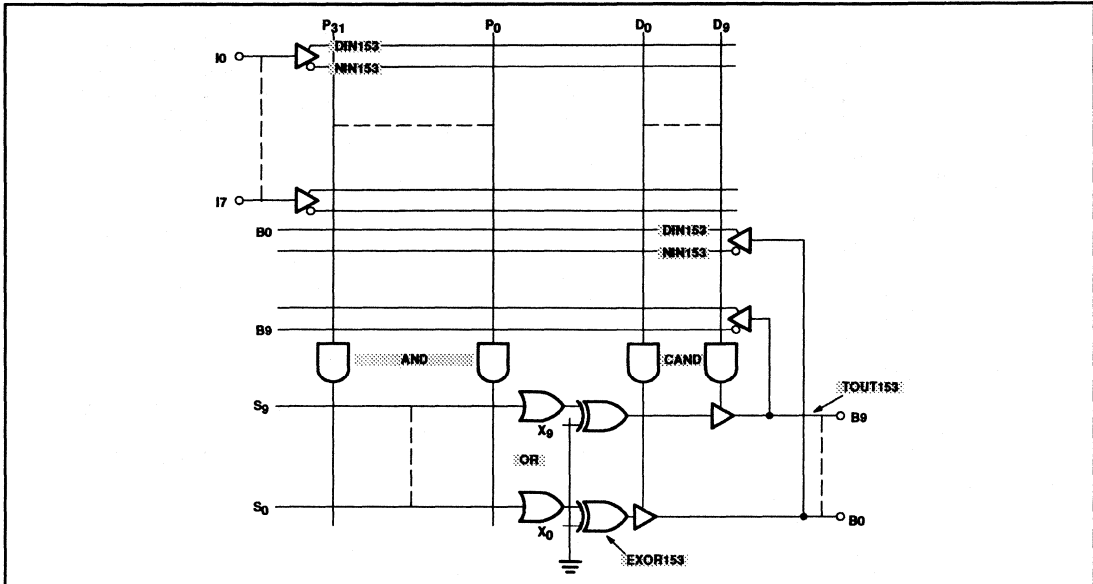 P31 P0 D0 D9
DIN153
I0
NIN153
I7
B0 DIN153
NIN153
B9
AND CAND
TOUT153
S9 B9
X9
OR
S0 B0
X0
EXOR153